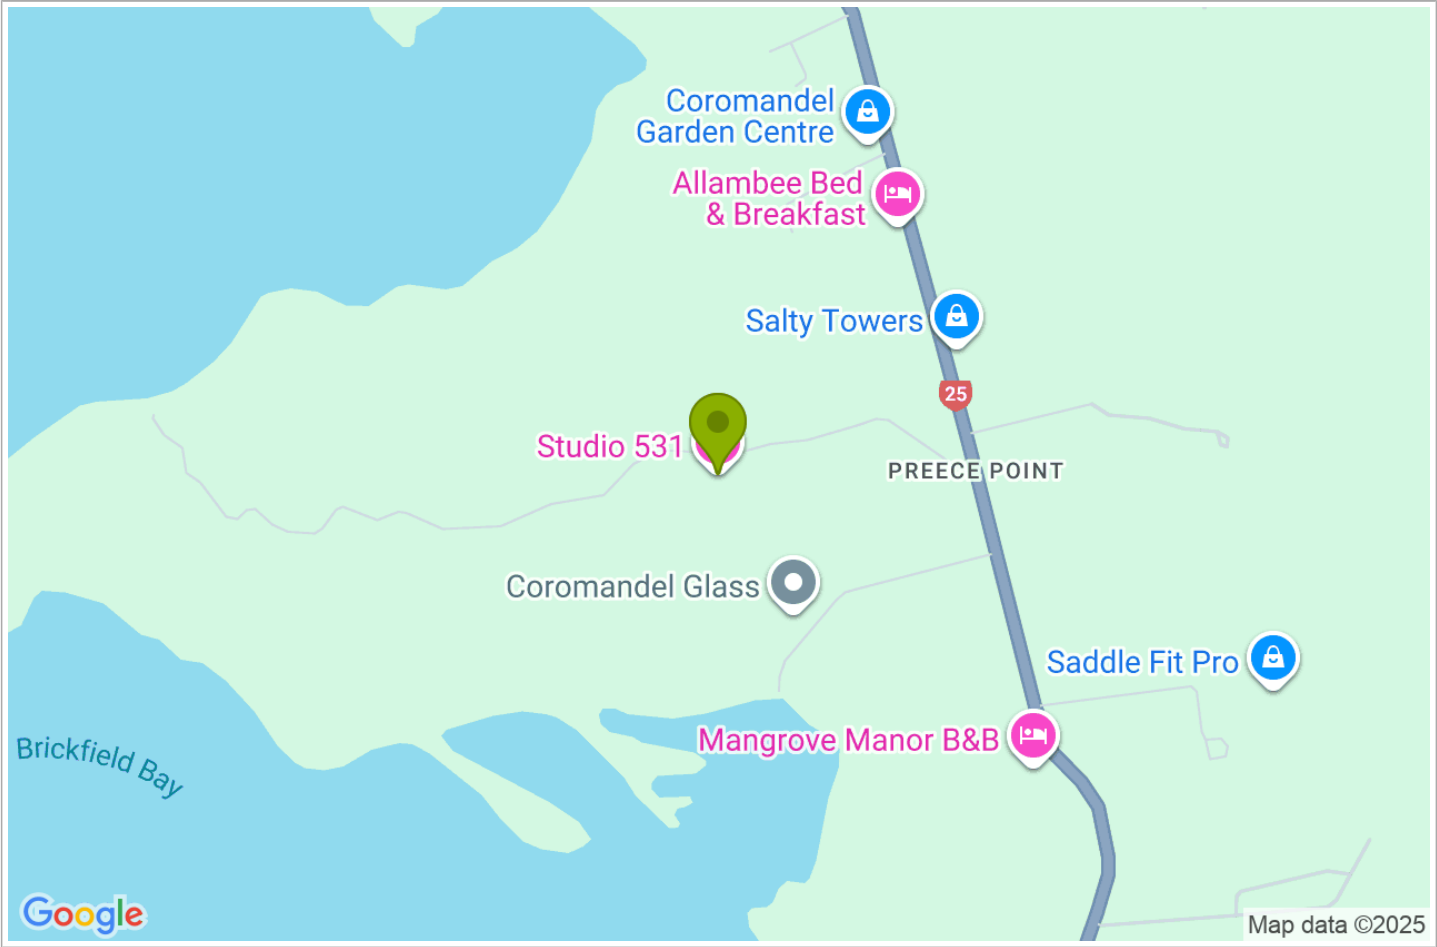 Coromandel
Garden Centre
Allambee Bed
& Breakfast
Salty Towers
25
Studio 531
PREECE POINT
Coromandel Glass
Saddle Fit Pro
Mangrove Manor B&B
Brickfield Bay
Google
Map data ©2025